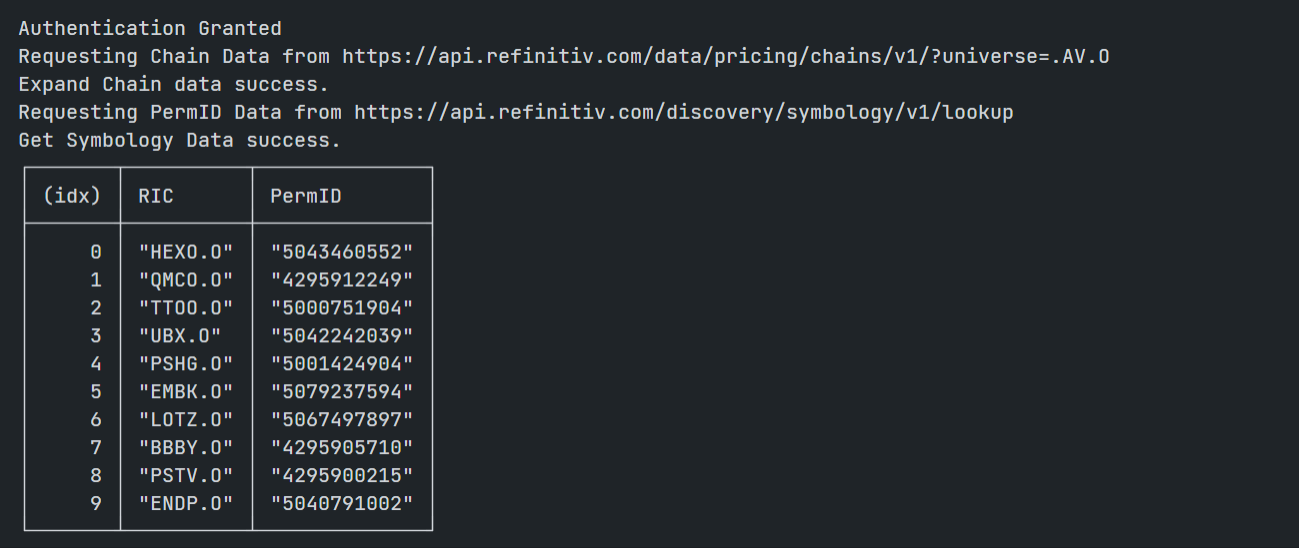 Authentication Granted
Requesting Chain Data from https://api.refinitiv.com/data/pricing/chains/v1/?universe=.AV.O
Expand Chain data success.
Requesting PermID Data from https://api.refinitiv.com/discovery/symbology/v1/lookup
Get Symbology Data success.
(idx) RIC PermID
0 "HEXO.O" "5043460552"
1 "QMCO.O" "4295912249"
2 "TTOO.O" "5000751904"
3 "UBX.O" "5042242039"
4 "PSHG.O" "5001424904"
5 "EMBK.O" "5079237594"
6 "LOTZ.O" "5067497897"
7 "BBBY.O" "4295905710"
8 "PSTV.O" "4295900215"
9 "ENDP.O" "5040791002"